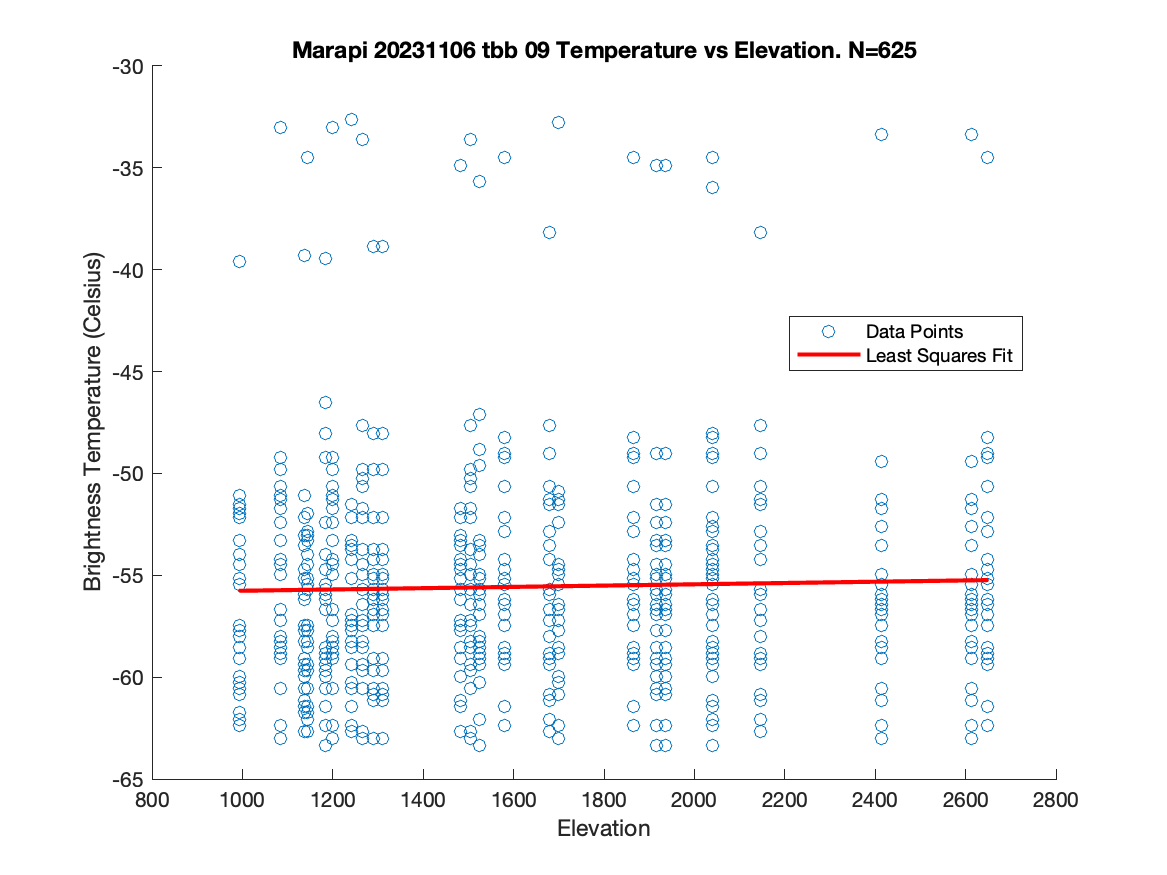 Marapi 20231106 tbb 09 Temperature vs Elevation. N=625
-30
-35
-40
-45
-50
-55
-60
-65
Brightness Temperature (Celsius)
Data Points
Least Squares Fit
800 1000 1200 1400 1600 1800 2000 2200 2400 2600 2800
Elevation